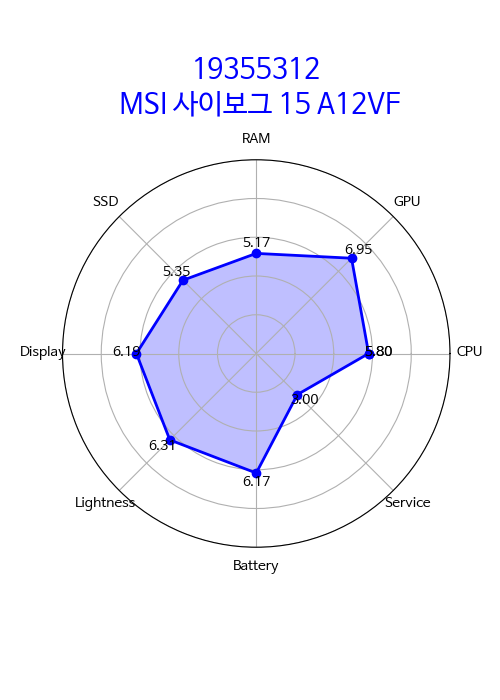 19355312
MSI 사이보그 15 A12VF
RAM
SSD
GPU
5.17
6.95
5.35
Display
6.19
5.80
CPU
3.00
6.31
6.17
Lightness
Service
Battery